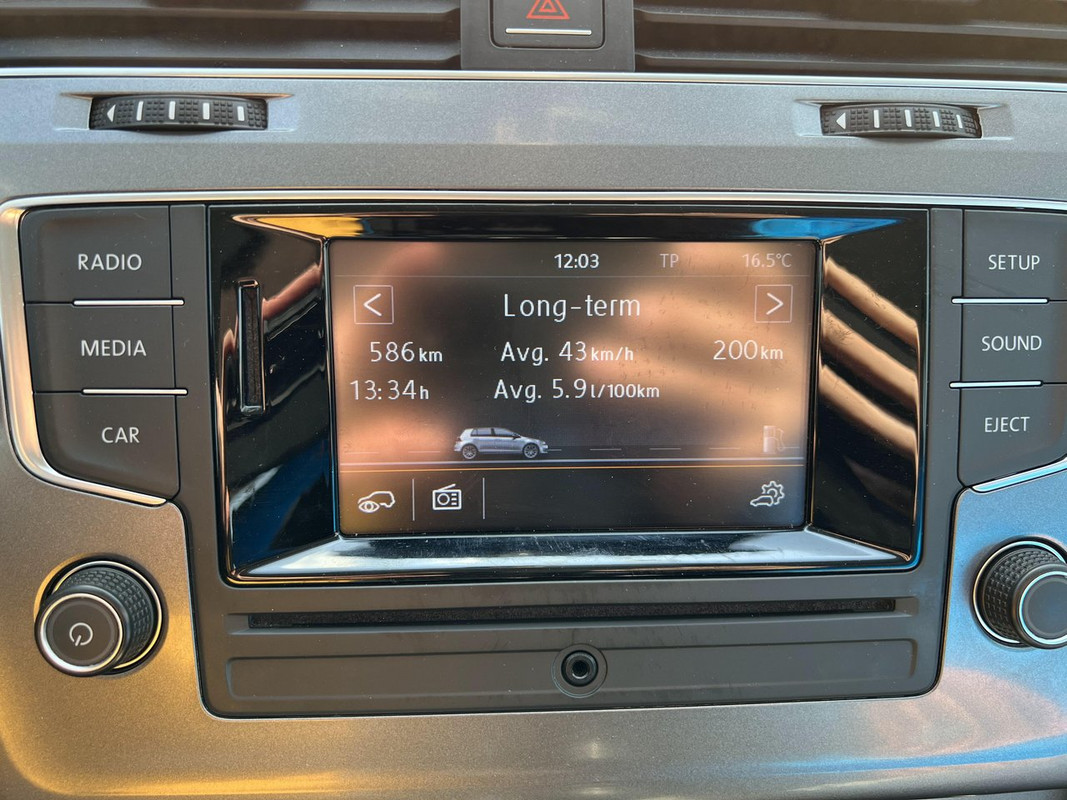 RADIO
MEDIA
CAR
12:03 TP 16.5°C
Long-term
586km Avg. 43km/h 200km
13:34h Avg. 5.9l/100km
SETUP
SOUND
EJECT